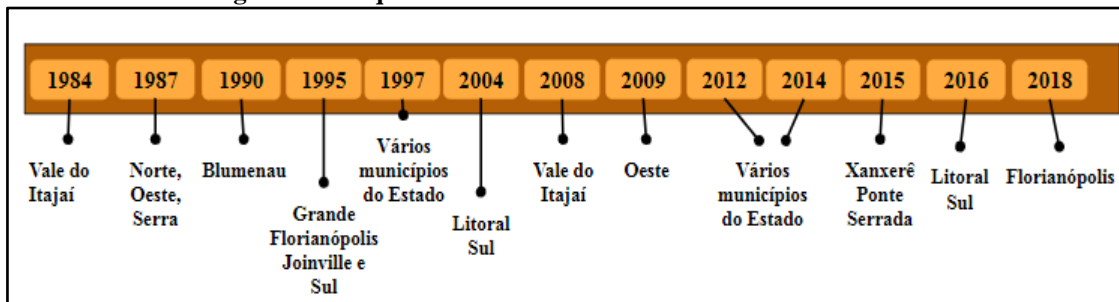 1984 1987 1990 1995 1997 2004 2008 2009 2012 2014 2015 2016 2018
Vale do
Itajaí
Norte,
Oeste,
Serra
Blumenau
Grande
Florianópolis
Joinville e
Sul
Vários
municípios
do Estado
Litoral
Sul
Vale do
Itajaí
Oeste
Vários
municípios
do Estado
Xanxerê
Ponte
Serrada
Litoral
Sul
Florianópolis